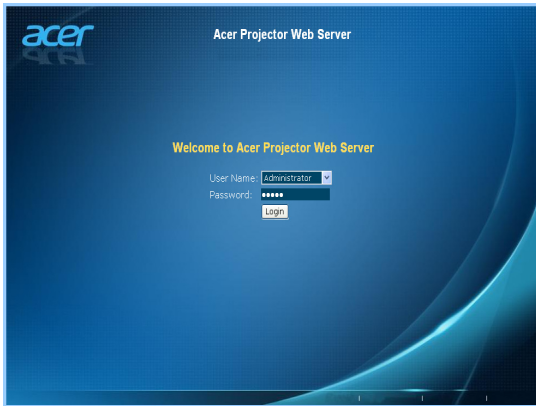 acer
Acer Projector Web Server
Welcome to Acer Projector Web Server
User Name: Administrator
Password: •••••
Login